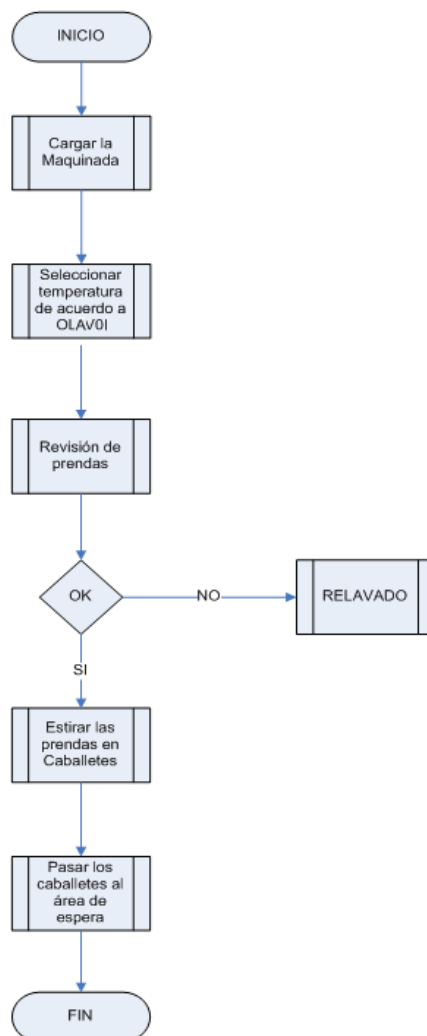 INICIO
Cargar la
Maquinada
Seleccionar
temperatura
de acuerdo a
OLAV0I
Revisión de
prendas
OK
NO
RELAVADO
SI
Estirar las
prendas en
Caballetes
Pasar los
caballetes al
área de
espera
FIN